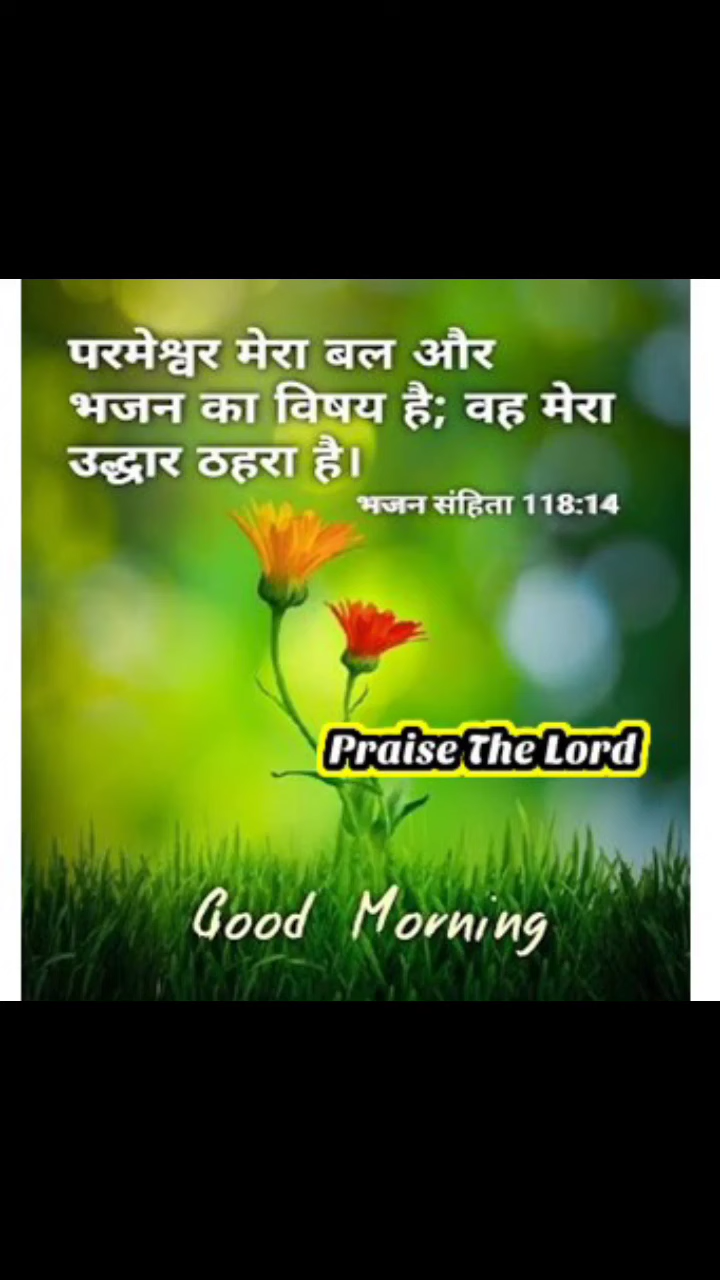 परमेश्वर मेरा बल और
भजन का विषय है; वह मेरा
उद्धार ठहरा है।
भजन संहिता 118:14
Praise The Lord
Good Morning